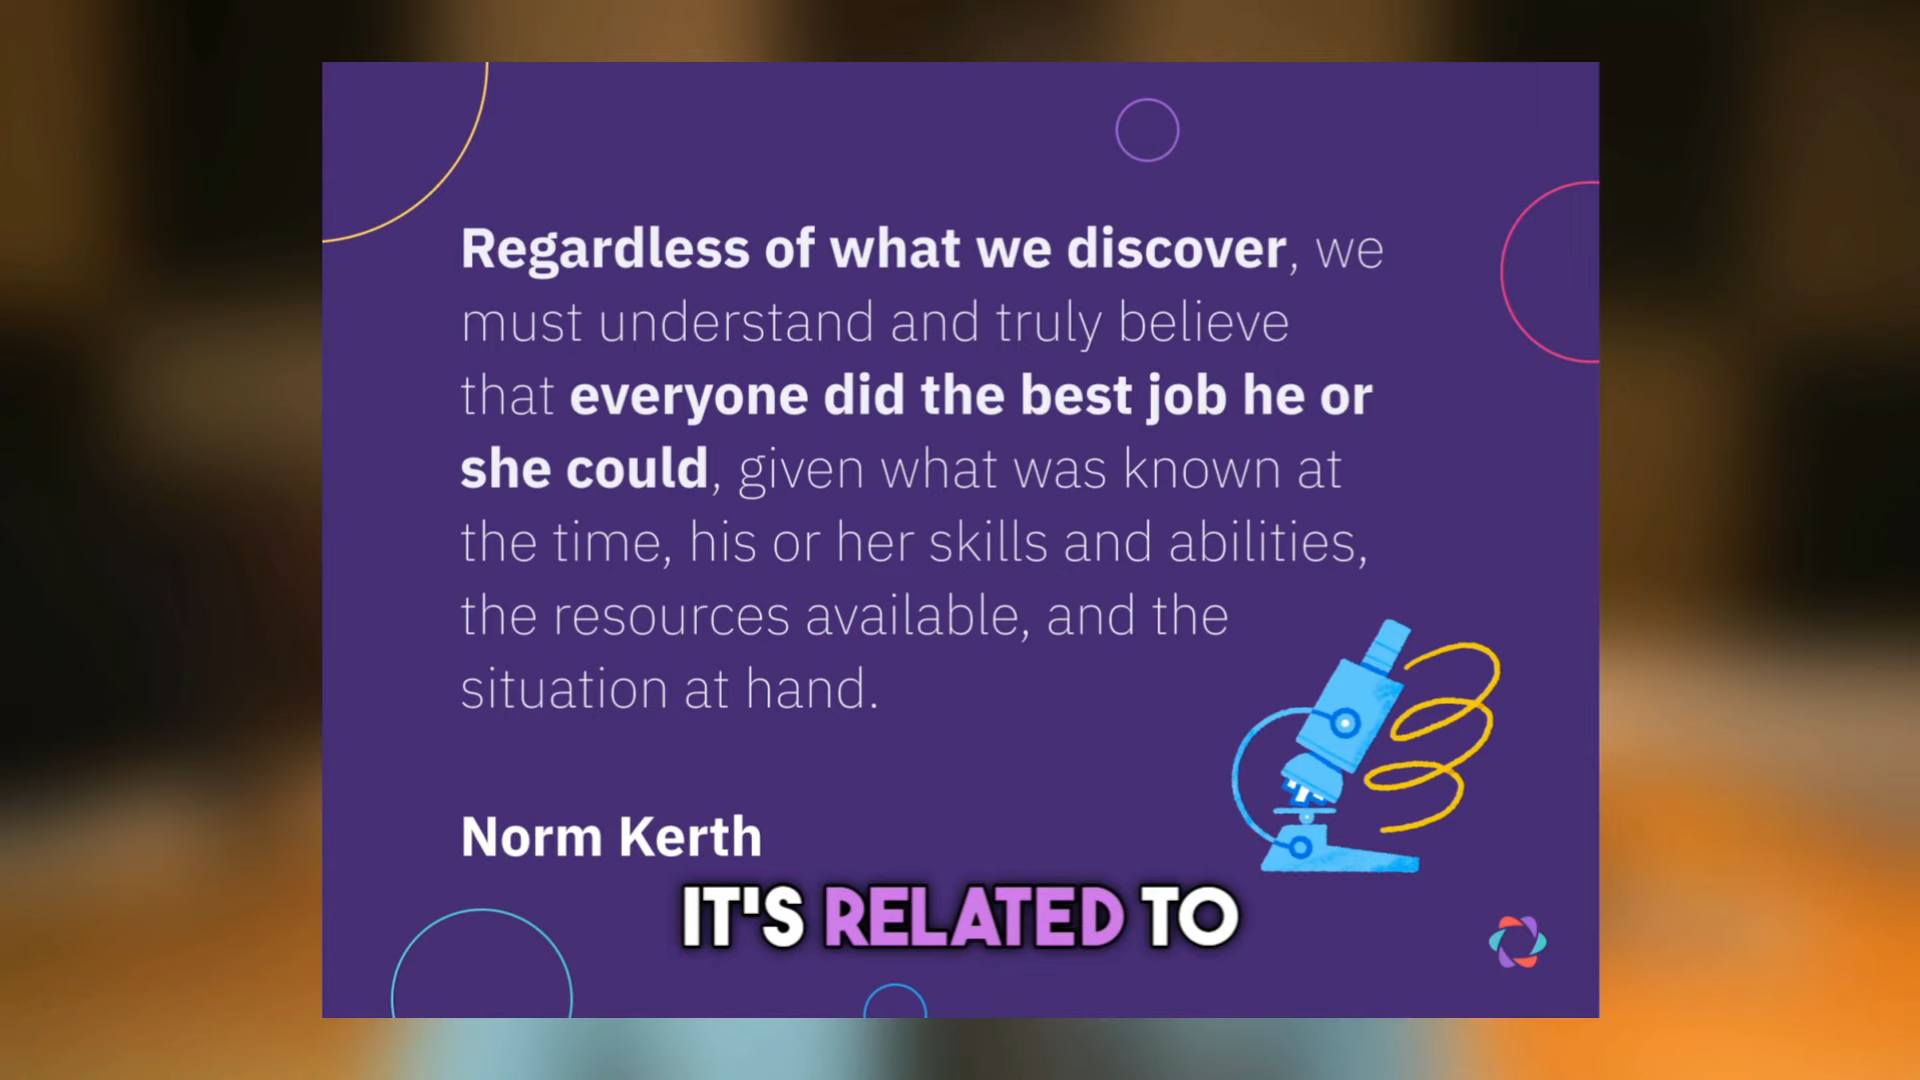 Regardless of what we discover, we
must understand and truly believe
that everyone did the best job he or
she could, given what was known at
the time, his or her skills and abilities,
the resources available, and the
situation at hand.
Norm Kerth
IT'S RELATED TO